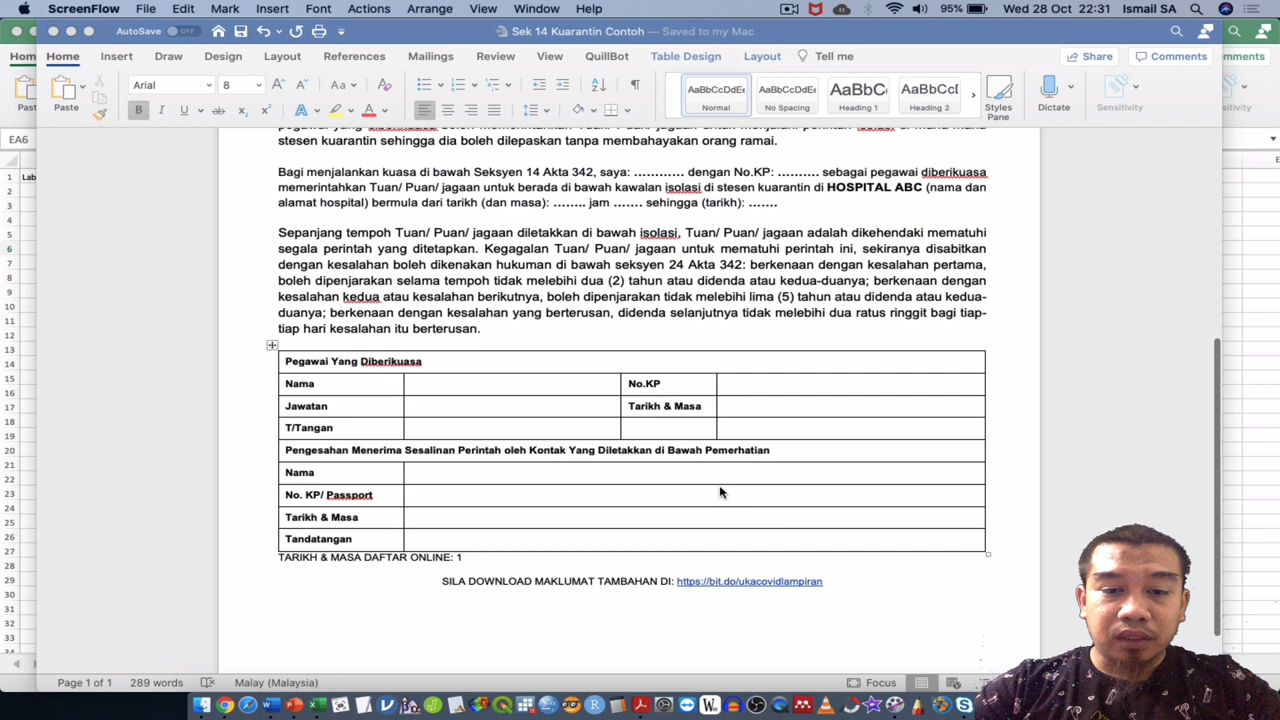 ScreenFlow File Edit Mark Insert Font Actions Arrange View Window Help 95% Wed 28 Oct 22:31 Ismail SA
AutoSave OFF Sek 14 Kuarantin Contoh — Saved to my Mac
Home Insert Draw Design Layout References Mailings Review View QuillBot Table Design Layout Tell me Share Comments
Paste Arial 8 Aa
B I U ab x₂ x² A A
AaBbCcDdEe AaBbCcDdEe AaBbC AaBbCcD
Normal No Spacing Heading 1 Heading 2 Styles Pane Dictate Sensitivity
EA6
stesen kuarantin sehingga dia boleh dilepaskan tanpa membahayakan orang ramai.
Bagi menjalankan kuasa di bawah Seksyen 14 Akta 342, saya: ............ dengan No.KP: .......... sebagai pegawai diberikuasa
memerintahkan Tuan/ Puan/ jagaan untuk berada di bawah kawalan isolasi di stesen kuarantin di HOSPITAL ABC (nama dan
alamat hospital) bermula dari tarikh (dan masa): ........ jam ....... sehingga (tarikh): .......
Sepanjang tempoh Tuan/ Puan/ jagaan diletakkan di bawah isolasi, Tuan/ Puan/ jagaan adalah dikehendaki mematuhi
segala perintah yang ditetapkan. Kegagalan Tuan/ Puan/ jagaan untuk mematuhi perintah ini, sekiranya disabitkan
dengan kesalahan boleh dikenakan hukuman di bawah seksyen 24 Akta 342: berkenaan dengan kesalahan pertama,
boleh dipenjarakan selama tempoh tidak melebihi dua (2) tahun atau didenda atau kedua-duanya; berkenaan dengan
kesalahan kedua atau kesalahan berikutnya, boleh dipenjarakan tidak melebihi lima (5) tahun atau didenda atau kedua-
duanya; berkenaan dengan kesalahan yang berterusan, didenda selanjutnya tidak melebihi dua ratus ringgit bagi tiap-
tiap hari kesalahan itu berterusan.
Pegawai Yang Diberikuasa
Nama No.KP
Jawatan Tarikh & Masa
T/Tangan
Pengesahan Menerima Sesalinan Perintah oleh Kontak Yang Diletakkan di Bawah Pemerhatian
Nama
No. KP/ Passport
Tarikh & Masa
Tandatangan
TARIKH & MASA DAFTAR ONLINE: 1
SILA DOWNLOAD MAKLUMAT TAMBAHAN DI: https://bit.do/ukacovidlampiran
Page 1 of 1 289 words Malay (Malaysia) Focus